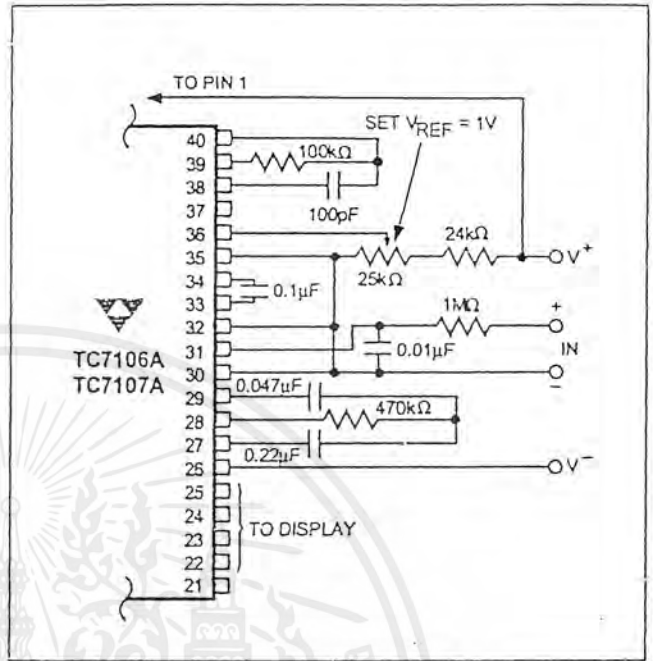 TO PIN 1
SET VREF = 1V
40
39
38
37
36
35
34
33
32
31
30
29
28
27
26
25
24
23
22
21
100kΩ
100pF
24kΩ
V+
25kΩ
0.1µF
1MΩ
+
IN
0.01µF
−
TC7106A
TC7107A
0.047µF
470kΩ
0.22µF
V−
TO DISPLAY